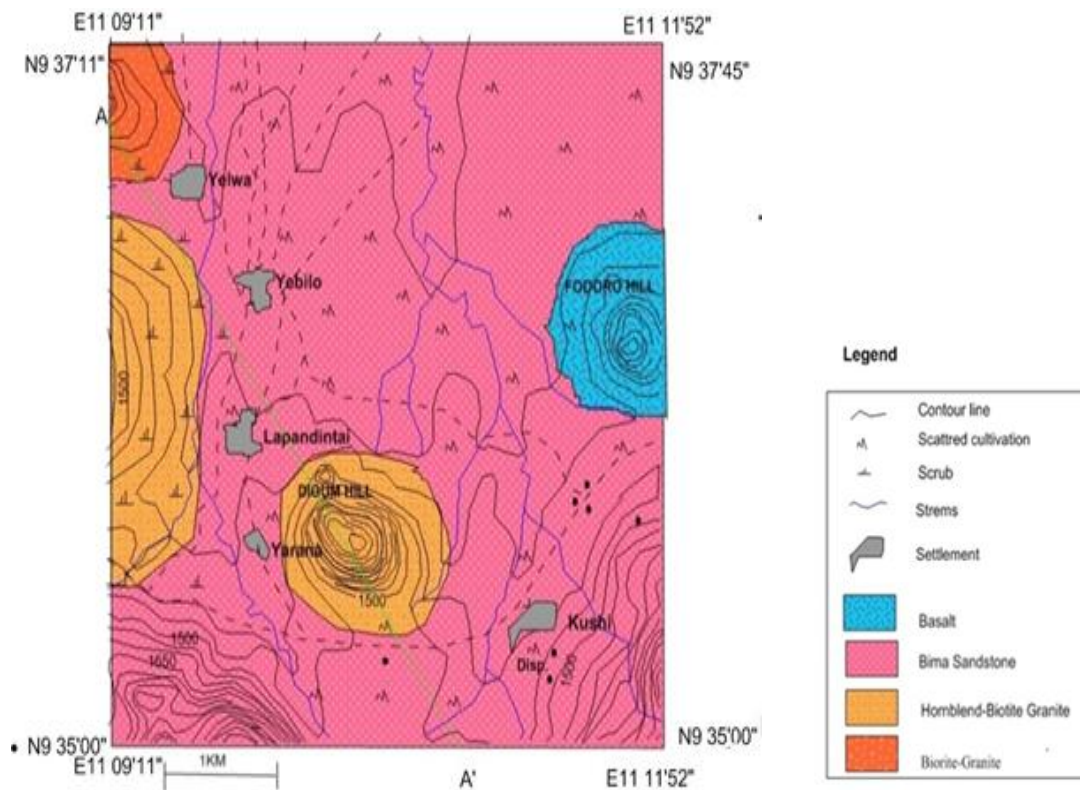 E11 09'11"
E11 11'52"
N9 37'11"
N9 37'45"
A
Yelwa
Yebilo
FODORO HILL
1500
Lapandintai
DIGUM HILL
Yarana
1500
Kushi
Disp.
1500
1500
1650
N9 35'00"
N9 35'00"
E11 09'11"
1KM
A'
E11 11'52"
Legend
Contour line
Scattred cultivation
Scrub
Strems
Settlement
Basalt
Bima Sandstone
Hornblend-Biotite Granite
Biorite-Granite